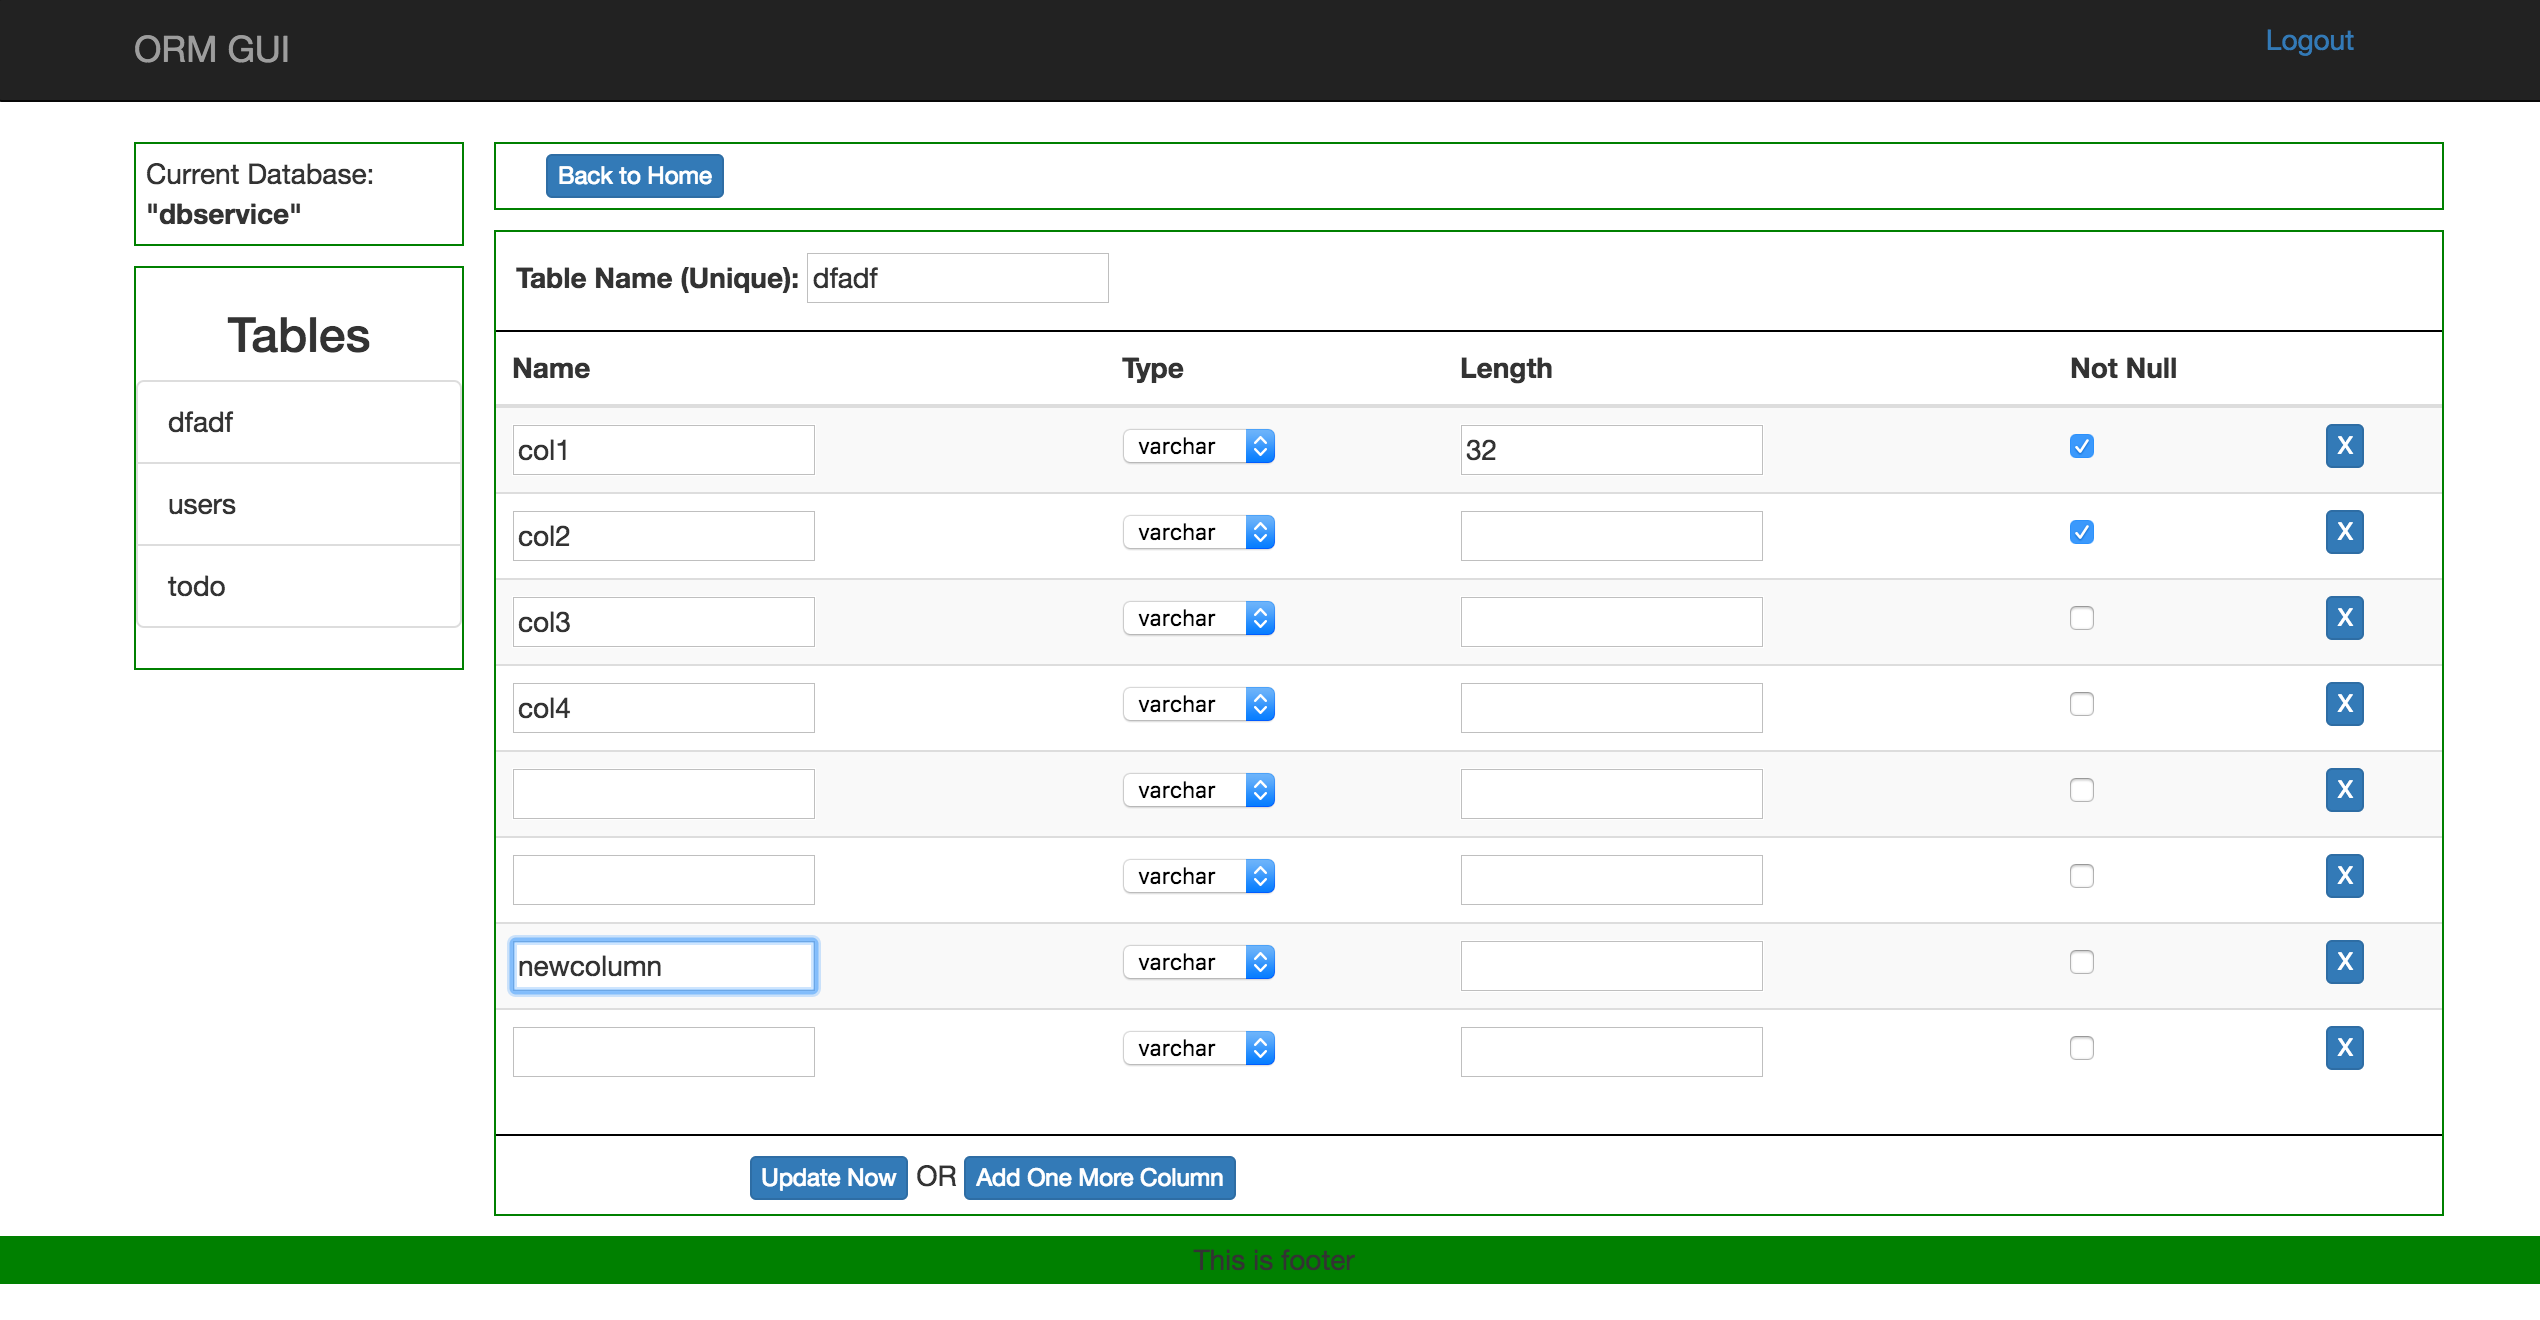 ORM GUI
Logout
Current Database:
"dbservice"
Back to Home
Tables
dfadf
users
todo
Table Name (Unique): dfadf
Name Type Length Not Null
col1 varchar 32 X
col2 varchar X
col3 varchar X
col4 varchar X
varchar X
varchar X
newcolumn varchar X
varchar X
Update Now OR Add One More Column
This is footer